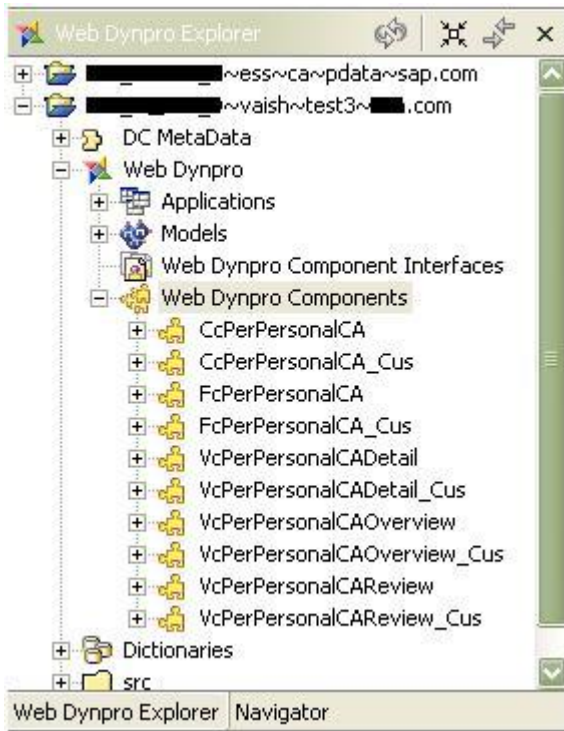 Web Dynpro Explorer
~ess~ca~pdata~sap.com
~vaish~test3~ .com
DC MetaData
Web Dynpro
Applications
Models
Web Dynpro Component Interfaces
Web Dynpro Components
CcPerPersonalCA
CcPerPersonalCA_Cus
FcPerPersonalCA
FcPerPersonalCA_Cus
VcPerPersonalCADetail
VcPerPersonalCADetail_Cus
VcPerPersonalCAOverview
VcPerPersonalCAOverview_Cus
VcPerPersonalCAReview
VcPerPersonalCAReview_Cus
Dictionaries
src
Web Dynpro Explorer Navigator